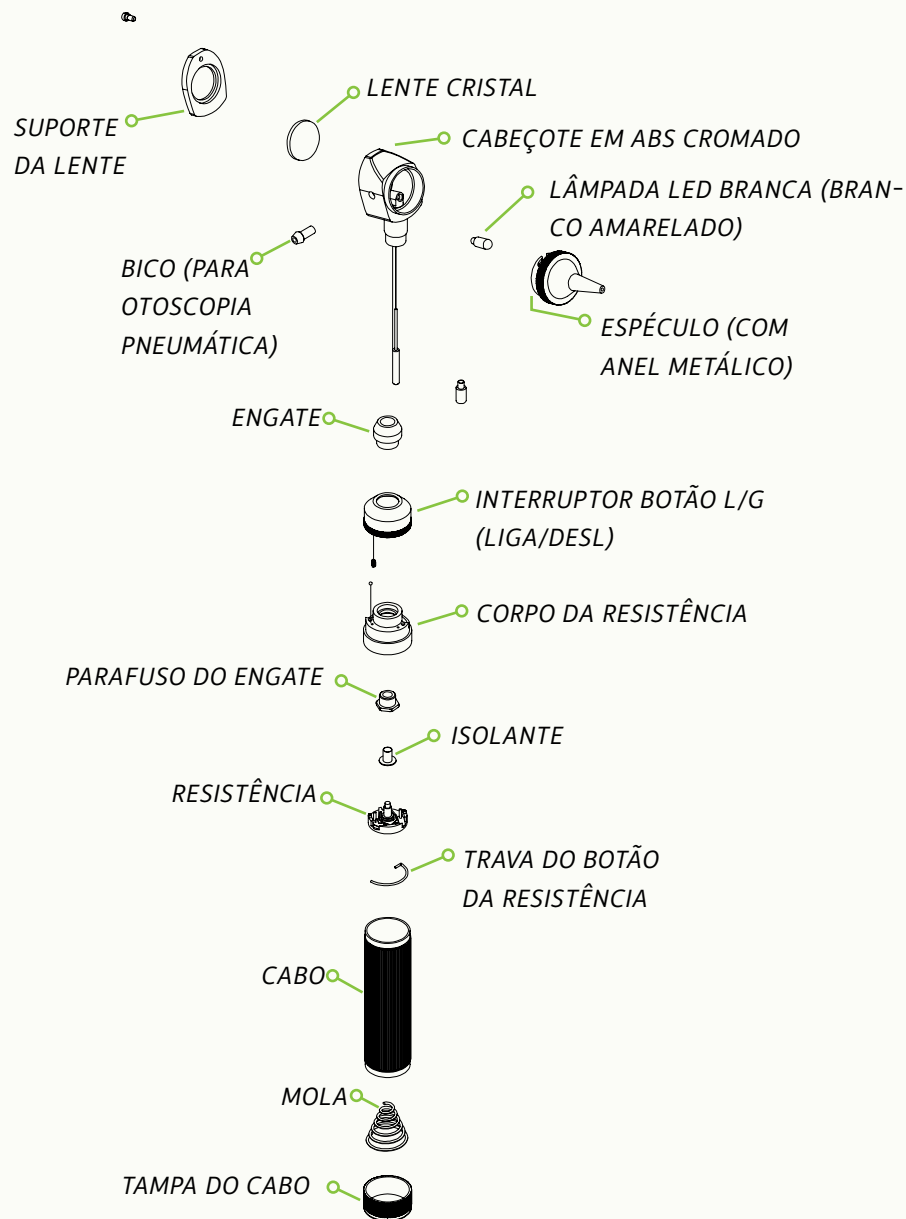 LENTE CRISTAL
SUPORTE
DA LENTE
CABEÇOTE EM ABS CROMADO
LÂMPADA LED BRANCA (BRAN-
CO AMARELADO)
BICO (PARA
OTOSCOPIA
PNEUMÁTICA)
ESPÉCULO (COM
ANEL METÁLICO)
ENGATE
INTERRUPTOR BOTÃO L/G
(LIGA/DESL)
CORPO DA RESISTÊNCIA
PARAFUSO DO ENGATE
ISOLANTE
RESISTÊNCIA
TRAVA DO BOTÃO
DA RESISTÊNCIA
CABO
MOLA
TAMPA DO CABO